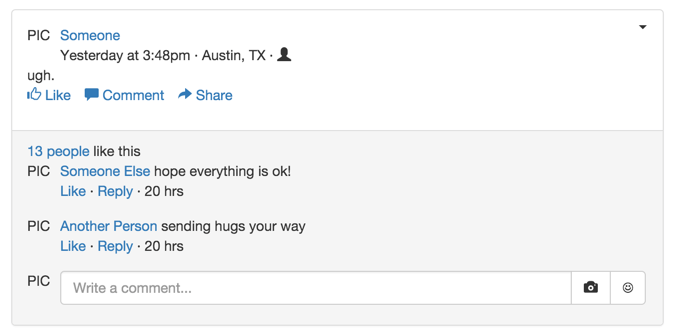 PIC Someone
Yesterday at 3:48pm · Austin, TX ·
ugh.
Like Comment Share
13 people like this
PIC Someone Else hope everything is ok!
Like · Reply · 20 hrs
PIC Another Person sending hugs your way
Like · Reply · 20 hrs
PIC Write a comment...